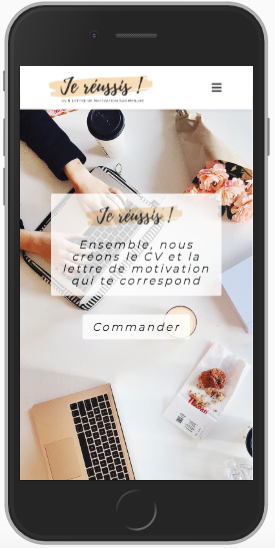 Je réussis !
CV & LETTRE DE MOTIVATION SUR MESURE
Je réussis !
Ensemble, nous
créons le CV et la
lettre de motivation
qui te correspond
Commander